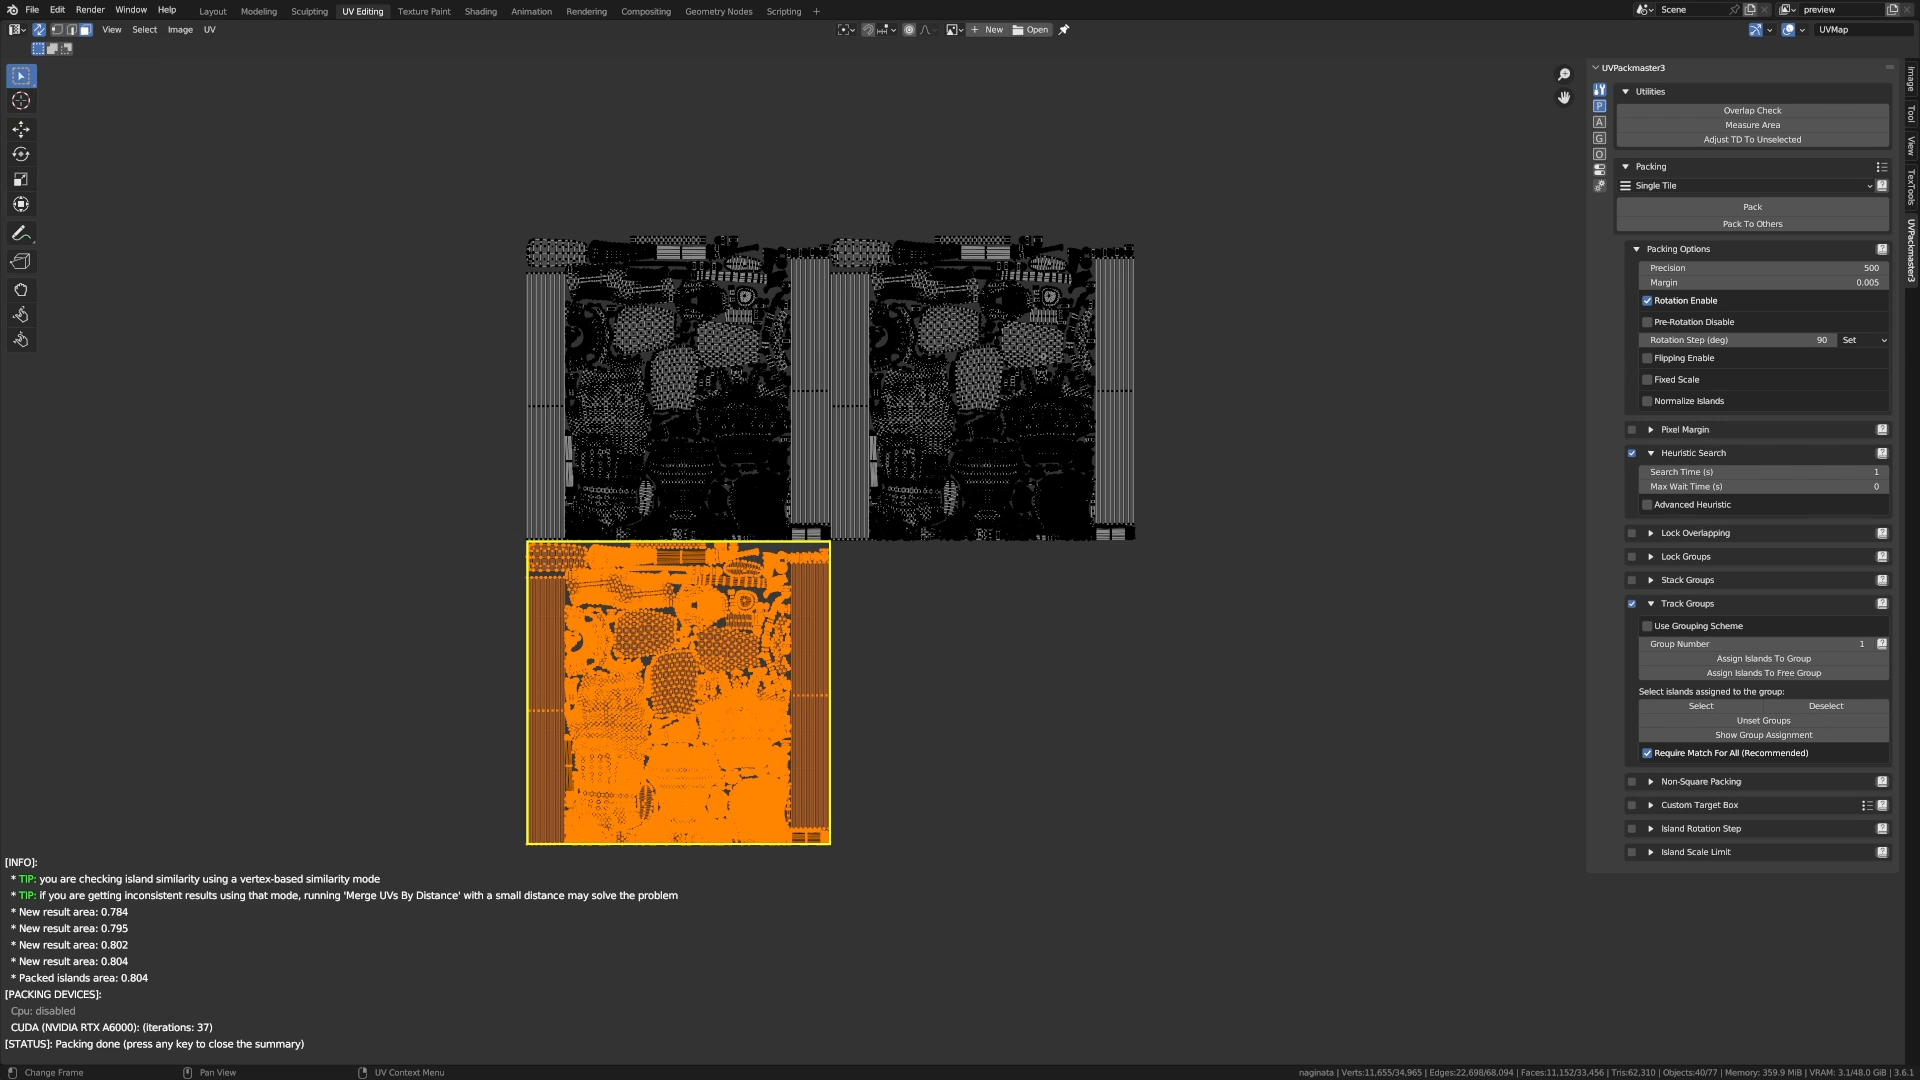 File Edit Render Window Help Layout Modeling Sculpting UV Editing Texture Paint Shading Animation Rendering Compositing Geometry Nodes Scripting + Scene preview
View Select Image UV New Open UVMap
UVPackmaster3
Utilities
Overlap Check
Measure Area
Adjust TD To Unselected
Packing
Single Tile
Pack
Pack To Others
Packing Options
Precision 500
Margin 0.005
Rotation Enable
Pre-Rotation Disable
Rotation Step (deg) 90 Set
Flipping Enable
Fixed Scale
Normalize Islands
Pixel Margin
Heuristic Search
Search Time (s) 1
Max Wait Time (s) 0
Advanced Heuristic
Lock Overlapping
Lock Groups
Stack Groups
Track Groups
Use Grouping Scheme
Group Number 1
Assign Islands To Group
Assign Islands To Free Group
Select islands assigned to the group:
Select Deselect
Unset Groups
Show Group Assignment
Require Match For All (Recommended)
Non-Square Packing
Custom Target Box
Island Rotation Step
Island Scale Limit
P
A
G
O
Image
Tool
View
TexTools
UVPackmaster3
[INFO]:
* TIP: you are checking island similarity using a vertex-based similarity mode
* TIP: if you are getting inconsistent results using that mode, running 'Merge UVs By Distance' with a small distance may solve the problem
* New result area: 0.784
* New result area: 0.795
* New result area: 0.802
* New result area: 0.804
* Packed islands area: 0.804
[PACKING DEVICES]:
Cpu: disabled
CUDA (NVIDIA RTX A6000): (iterations: 37)
[STATUS]: Packing done (press any key to close the summary)
Change Frame Pan View UV Context Menu naginata | Verts:11,655/34,965 | Edges:22,698/68,094 | Faces:11,152/33,456 | Tris:62,310 | Objects:40/77 | Memory: 359.9 MiB | VRAM: 3.1/48.0 GiB | 3.6.1